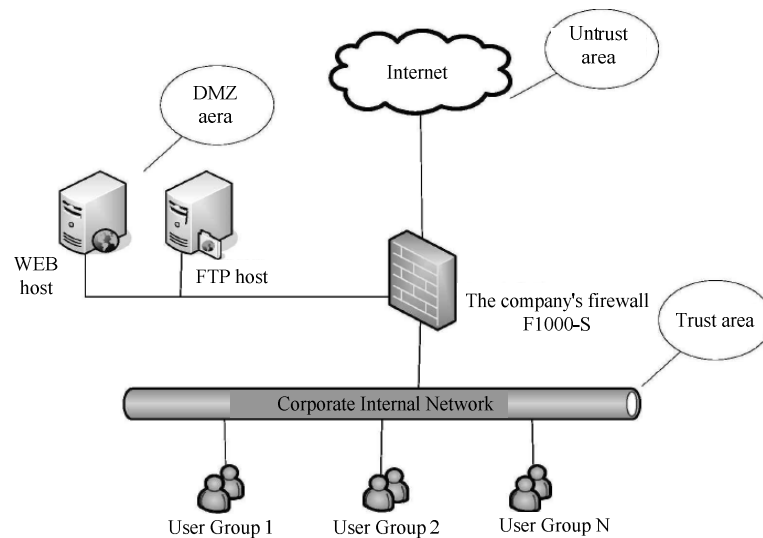 Untrust
area
Internet
DMZ
aera
WEB
host
FTP host
The company's firewall
F1000-S
Trust area
Corporate Internal Network
User Group 1
User Group 2
User Group N